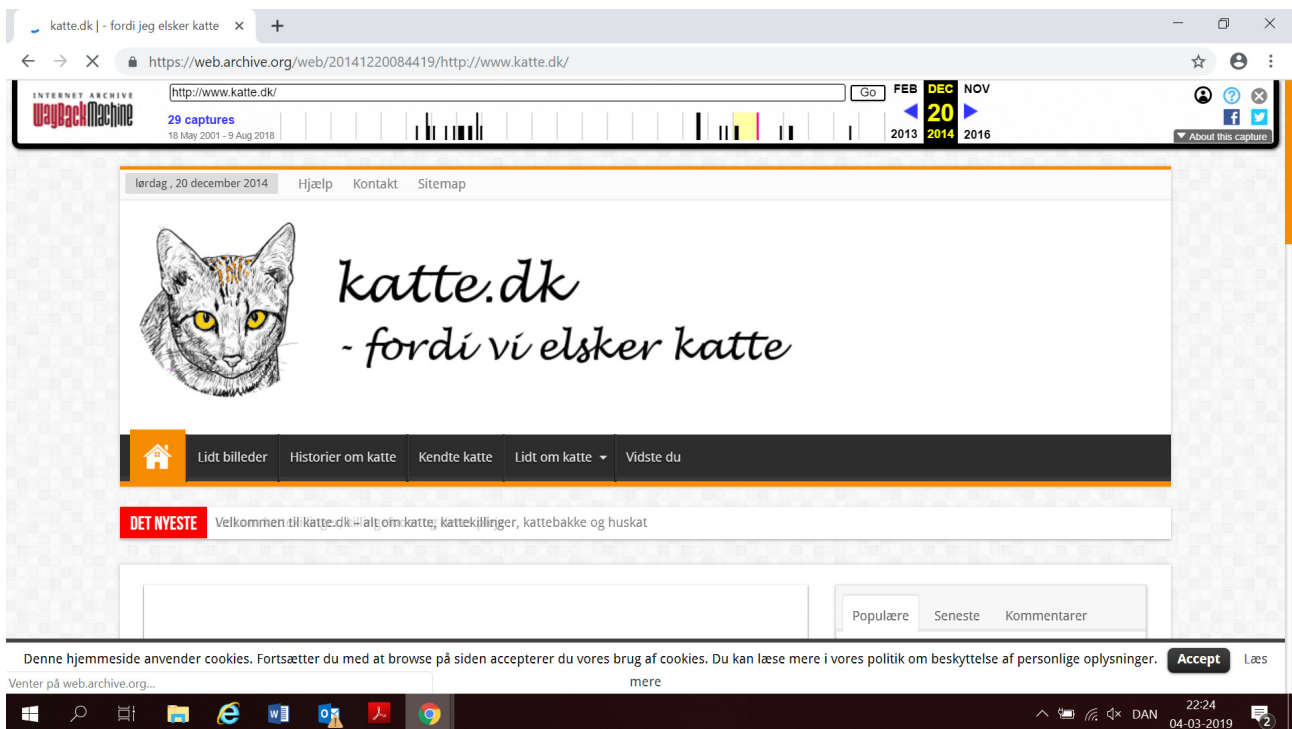 katte.dk | - fordi jeg elsker katte
https://web.archive.org/web/20141220084419/http://www.katte.dk/
INTERNET ARCHIVE
WayBackMachine
http://www.katte.dk/
Go
FEB DEC NOV
29 captures
20
18 May 2001 - 9 Aug 2018
2013 2014 2016
About this capture
lørdag , 20 december 2014 Hjælp Kontakt Sitemap
katte.dk
- fordi vi elsker katte
Lidt billeder Historier om katte Kendte katte Lidt om katte Vidste du
DET NYESTE Velkommen til katte.dk – alt om katte, kattekillinger, kattebakke og huskat
Populære Seneste Kommentarer
Denne hjemmeside anvender cookies. Fortsætter du med at browse på siden accepterer du vores brug af cookies. Du kan læse mere i vores politik om beskyttelse af personlige oplysninger. Accept Læs
mere
Venter på web.archive.org...
DAN
22:24
04-03-2019
2